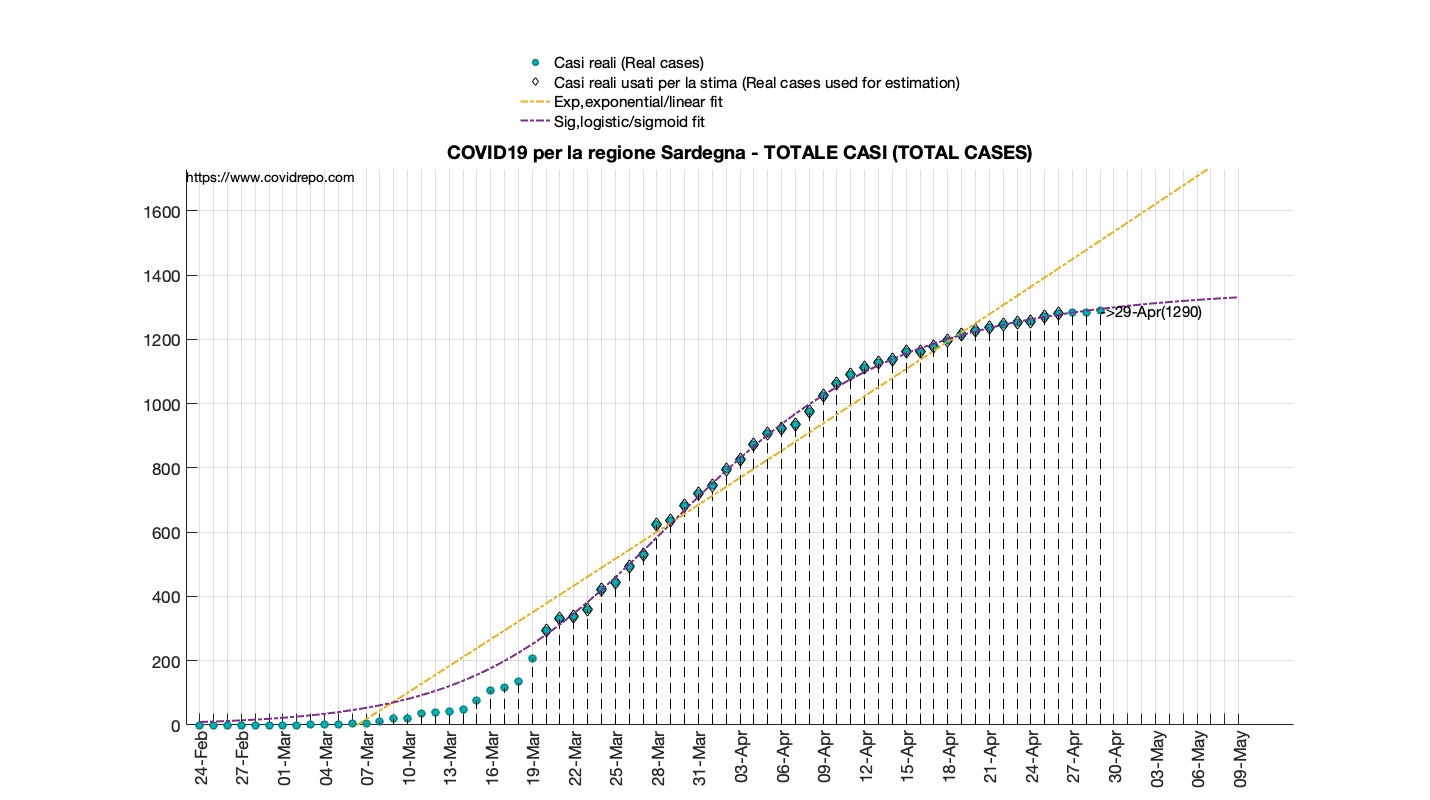 Casi reali (Real cases)
Casi reali usati per la stima (Real cases used for estimation)
Exp,exponential/linear fit
Sig,logistic/sigmoid fit
COVID19 per la regione Sardegna - TOTALE CASI (TOTAL CASES)
https://www.covidrepo.com
1600
1400
1200
1000
800
600
400
200
0
->29-Apr(1290)
24-Feb
27-Feb
01-Mar
04-Mar
07-Mar
10-Mar
13-Mar
16-Mar
19-Mar
22-Mar
25-Mar
28-Mar
31-Mar
03-Apr
06-Apr
09-Apr
12-Apr
15-Apr
18-Apr
21-Apr
24-Apr
27-Apr
30-Apr
03-May
06-May
09-May